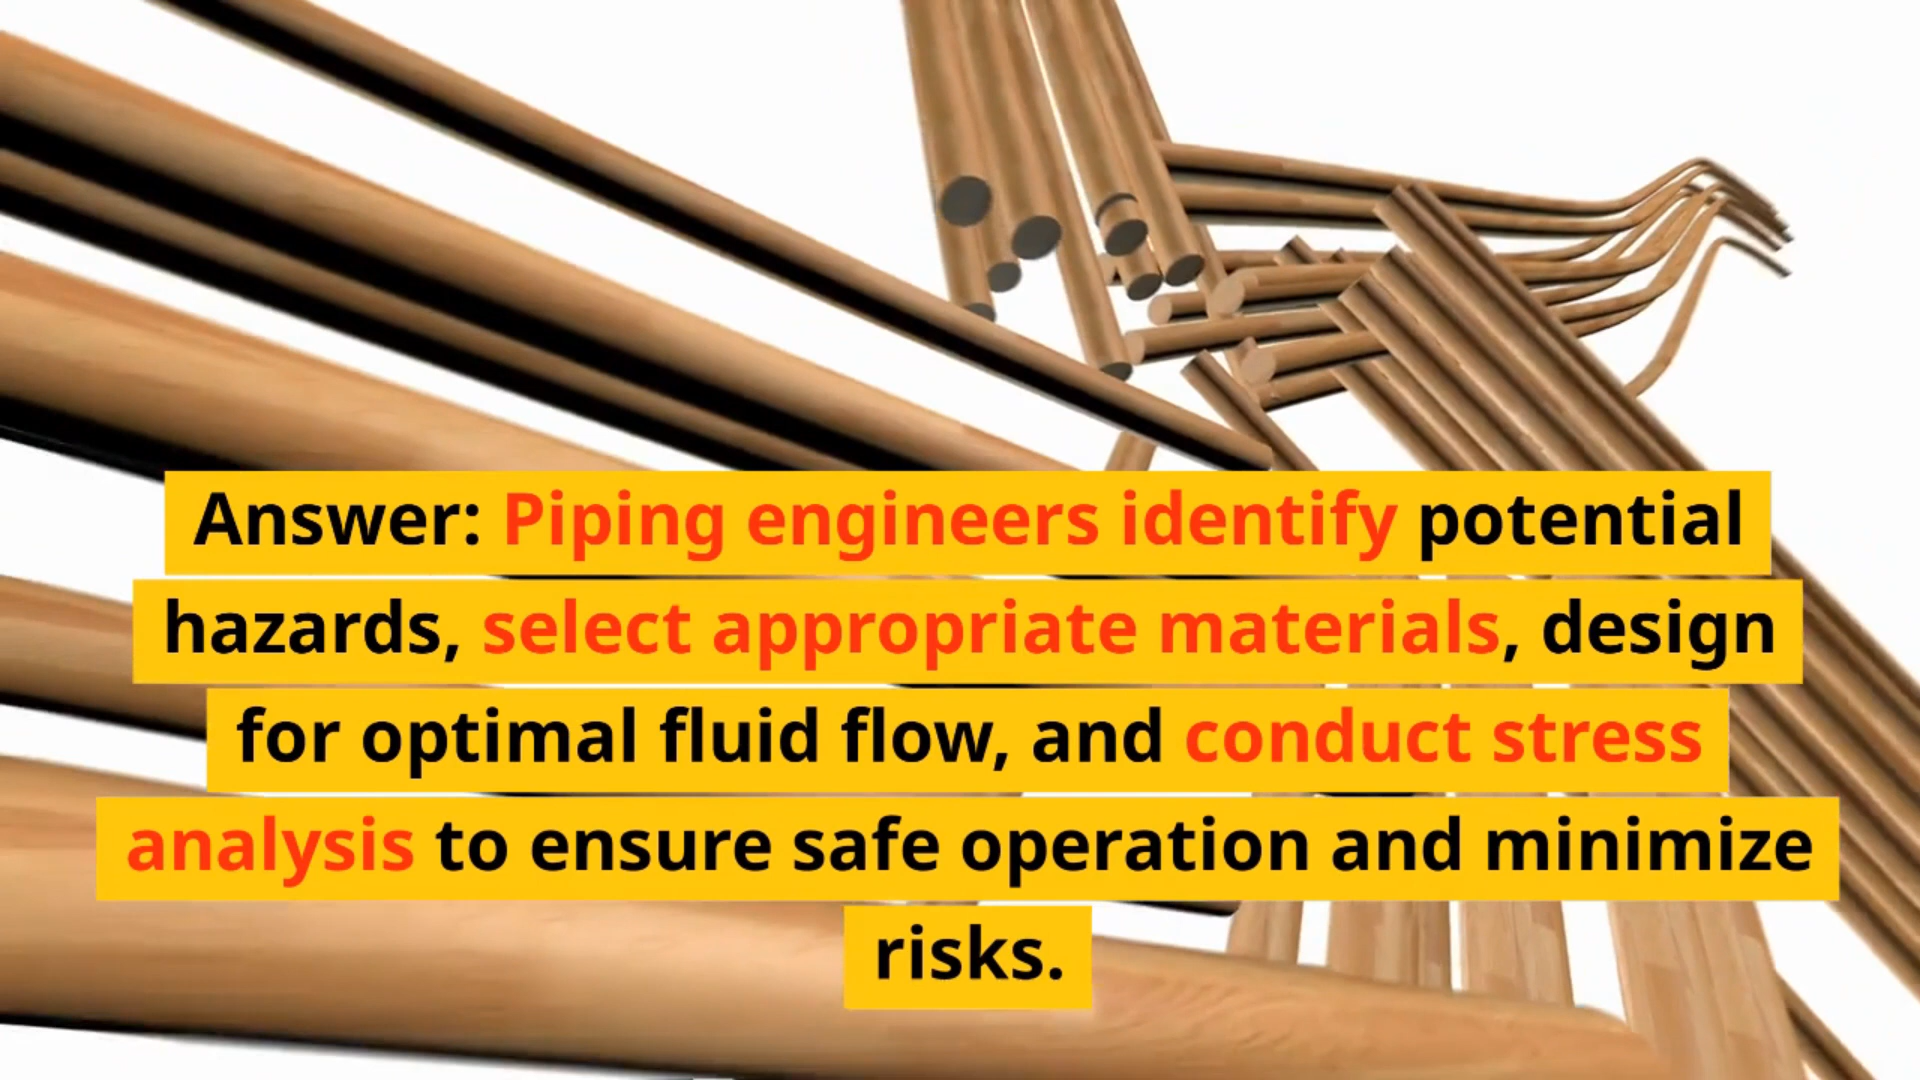 Answer: Piping engineers identify potential
hazards, select appropriate materials, design
for optimal fluid flow, and conduct stress
analysis to ensure safe operation and minimize
risks.